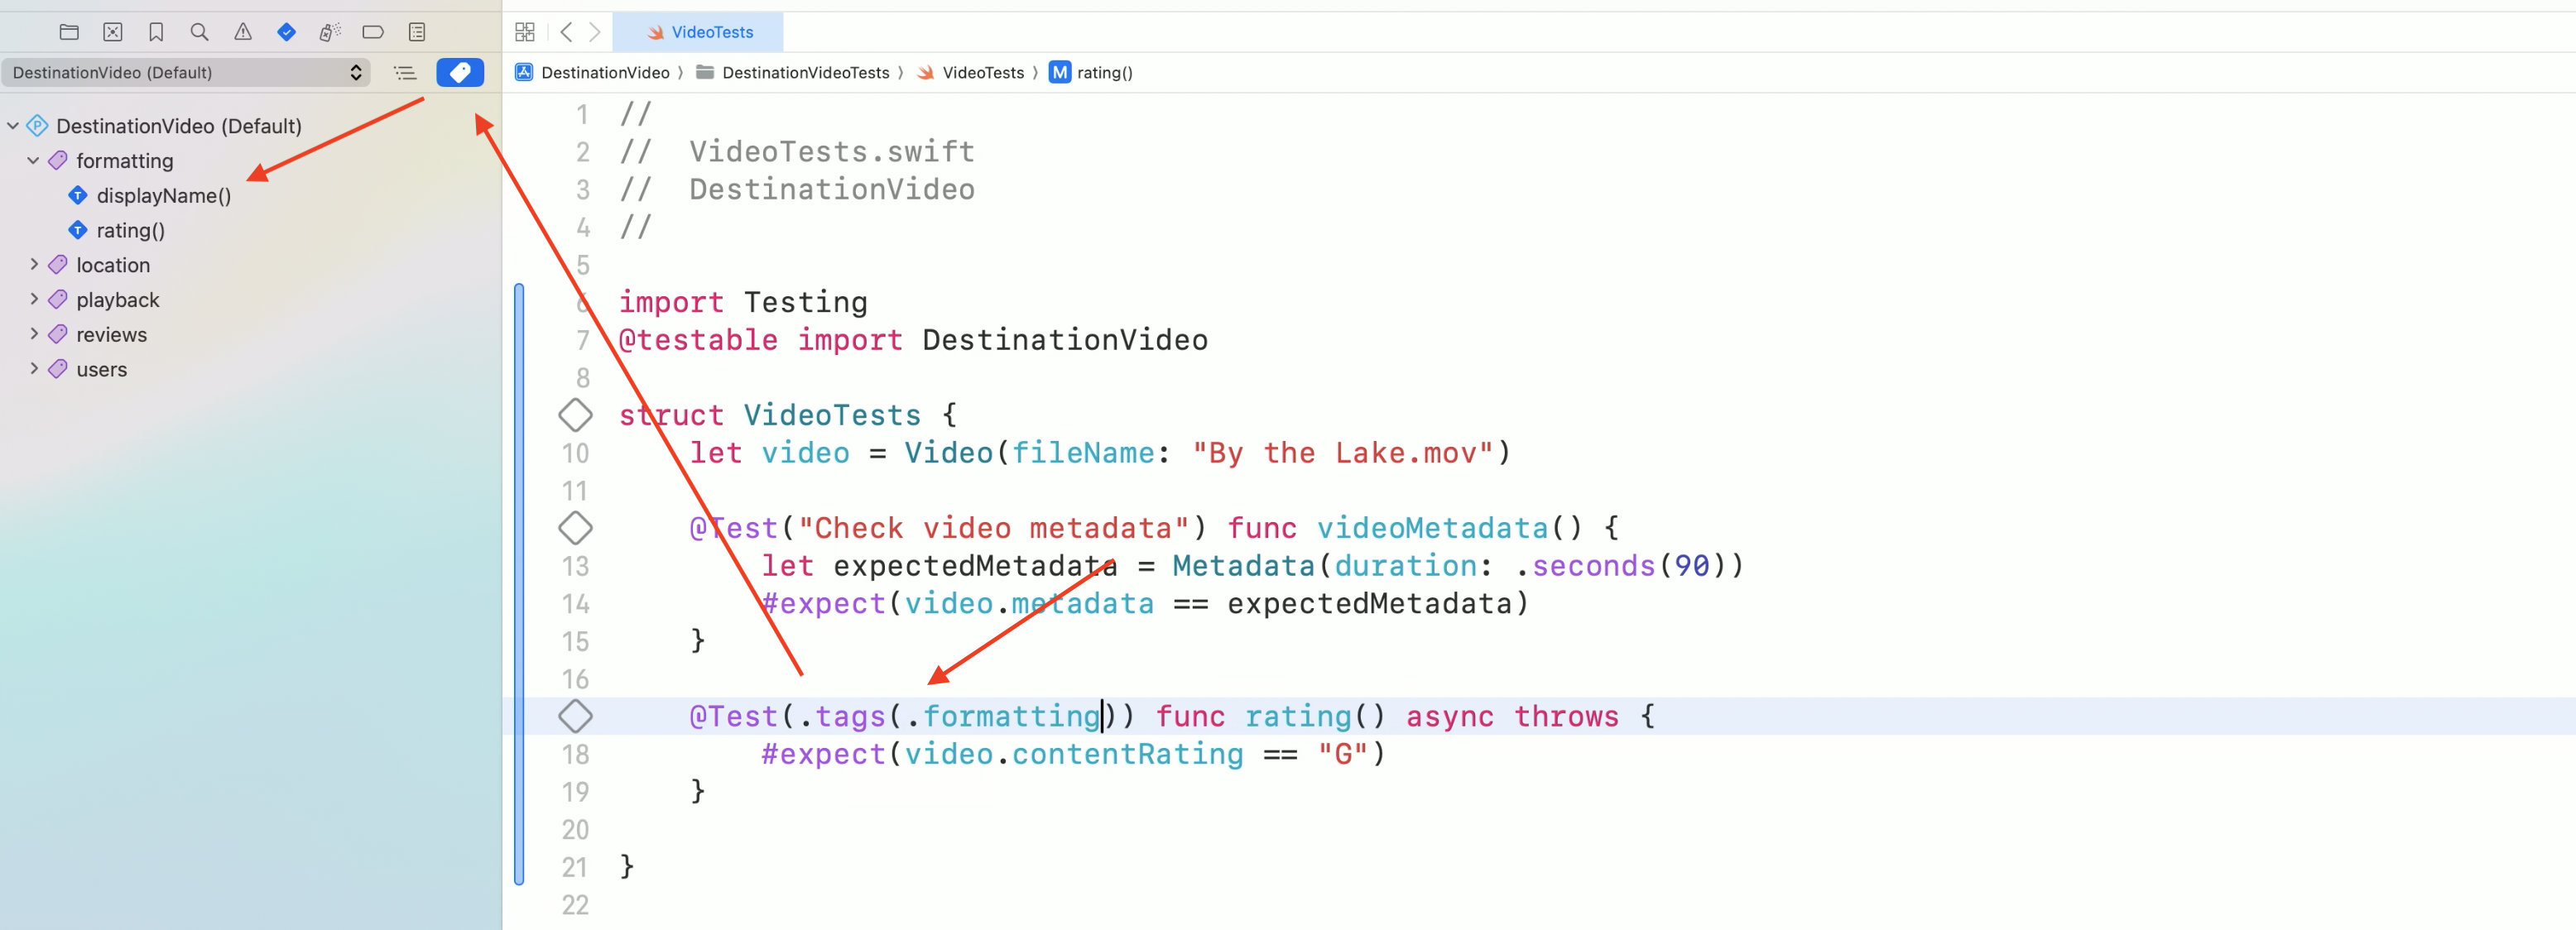 VideoTests
DestinationVideo (Default)
DestinationVideo
DestinationVideoTests
VideoTests
M rating()
P DestinationVideo (Default)
formatting
T displayName()
T rating()
location
playback
reviews
users
1 //
2 //  VideoTests.swift
3 //  DestinationVideo
4 //
5
6 import Testing
7 @testable import DestinationVideo
8
struct VideoTests {
10     let video = Video(fileName: "By the Lake.mov")
11
    @Test("Check video metadata") func videoMetadata() {
13         let expectedMetadata = Metadata(duration: .seconds(90))
14         #expect(video.metadata == expectedMetadata)
15     }
16
    @Test(.tags(.formatting)) func rating() async throws {
18         #expect(video.contentRating == "G")
19     }
20
21 }
22